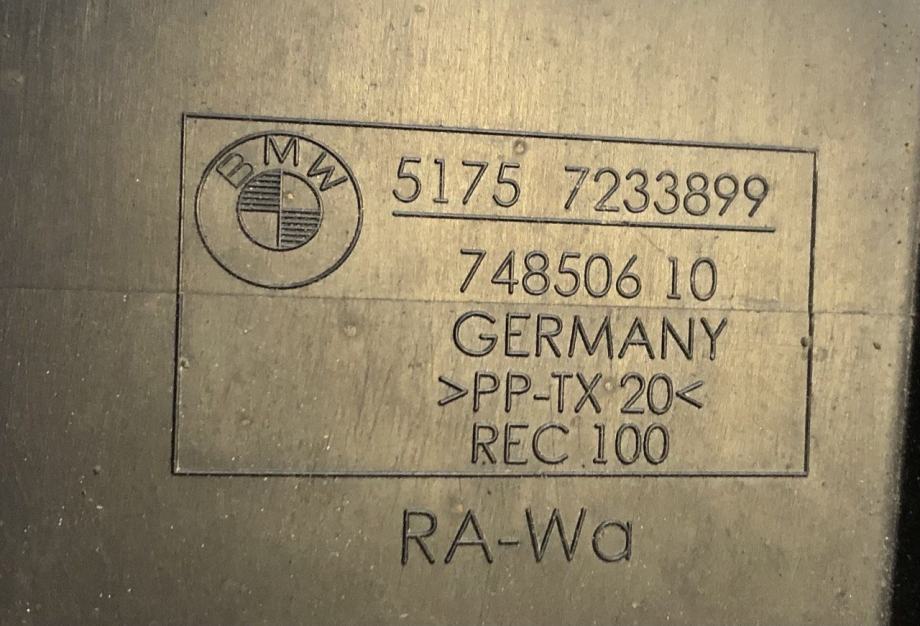 BMW
5175 7233899
748506 10
GERMANY
>PP-TX 20<
REC 100
RA-Wa